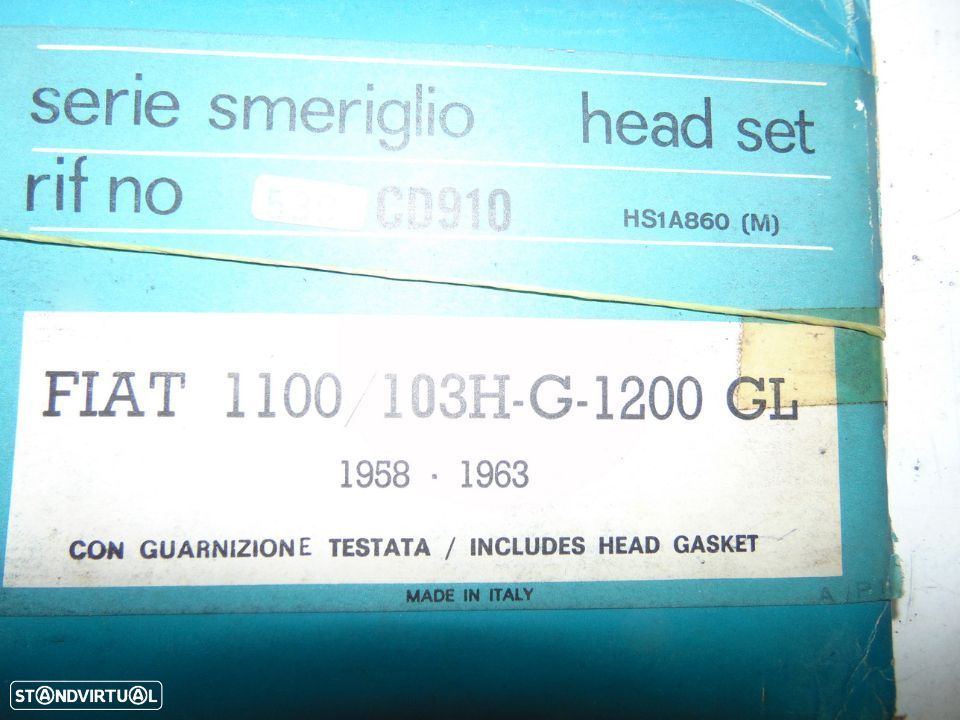 serie smeriglio head set
rif no CD910 HS1A860 (M)
FIAT 1100/103H-G-1200 GL
1958 · 1963
CON GUARNIZIONE TESTATA / INCLUDES HEAD GASKET
MADE IN ITALY
STANDVIRTUAL